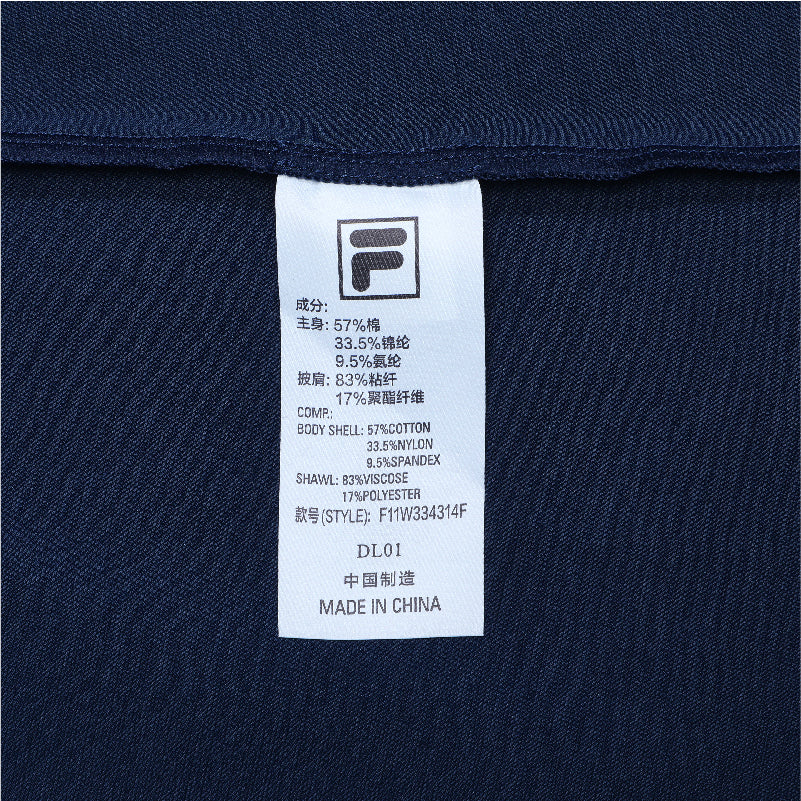 F
成分:
主身: 57%棉
33.5%锦纶
9.5%氨纶
披肩: 83%粘纤
17%聚酯纤维
COMP.:
BODY SHELL: 57%COTTON
33.5%NYLON
9.5%SPANDEX
SHAWL: 83%VISCOSE
17%POLYESTER
款号(STYLE): F11W334314F
DL01
中国制造
MADE IN CHINA